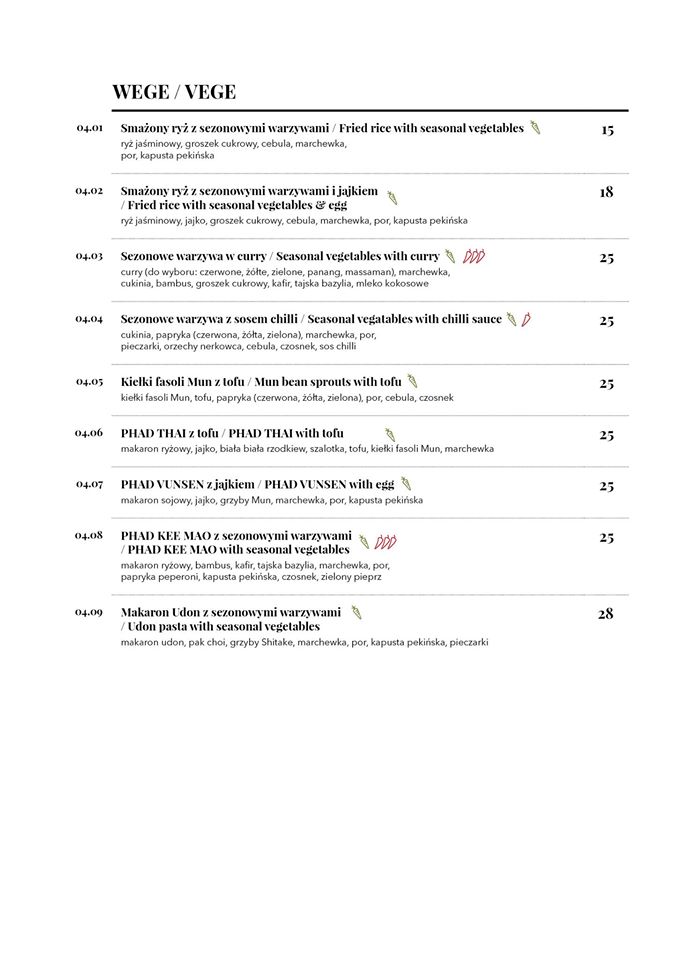 WEGE / VEGE
04.01 Smażony ryż z sezonowymi warzywami / Fried rice with seasonal vegetables 15
ryż jaśminowy, groszek cukrowy, cebula, marchewka,
por, kapusta pekińska
04.02 Smażony ryż z sezonowymi warzywami i jajkiem 18
/ Fried rice with seasonal vegetables & egg
ryż jaśminowy, jajko, groszek cukrowy, cebula, marchewka, por, kapusta pekińska
04.03 Sezonowe warzywa w curry / Seasonal vegetables with curry 25
curry (do wyboru: czerwone, żółte, zielone, panang, massaman), marchewka,
cukinia, bambus, groszek cukrowy, kafir, tajska bazylia, mleko kokosowe
04.04 Sezonowe warzywa z sosem chilli / Seasonal vegatables with chilli sauce 25
cukinia, papryka (czerwona, żółta, zielona), marchewka, por,
pieczarki, orzechy nerkowca, cebula, czosnek, sos chilli
04.05 Kiełki fasoli Mun z tofu / Mun bean sprouts with tofu 25
kiełki fasoli Mun, tofu, papryka (czerwona, żółta, zielona), por, cebula, czosnek
04.06 PHAD THAI z tofu / PHAD THAI with tofu 25
makaron ryżowy, jajko, biała biała rzodkiew, szalotka, tofu, kiełki fasoli Mun, marchewka
04.07 PHAD VUNSEN z jajkiem / PHAD VUNSEN with egg 25
makaron sojowy, jajko, grzyby Mun, marchewka, por, kapusta pekińska
04.08 PHAD KEE MAO z sezonowymi warzywami 25
/ PHAD KEE MAO with seasonal vegetables
makaron ryżowy, bambus, kafir, tajska bazylia, marchewka, por,
papryka peperoni, kapusta pekińska, czosnek, zielony pieprz
04.09 Makaron Udon z sezonowymi warzywami 28
/ Udon pasta with seasonal vegetables
makaron udon, pak choi, grzyby Shitake, marchewka, por, kapusta pekińska, pieczarki